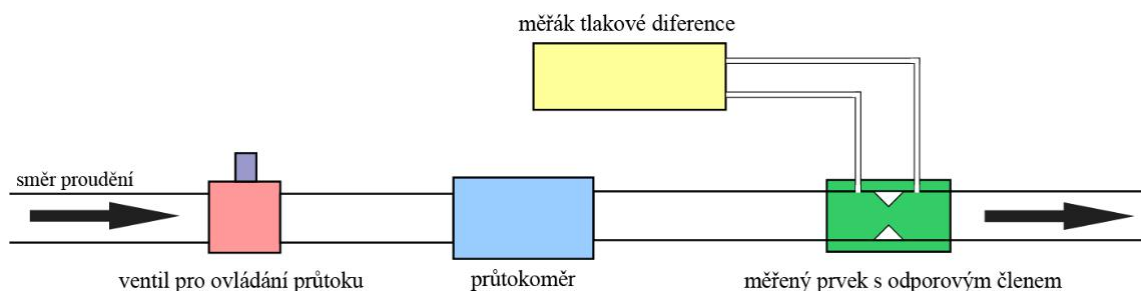 měřák tlakové diference
směr proudění
ventil pro ovládání průtoku
průtokoměr
měřený prvek s odporovým členem